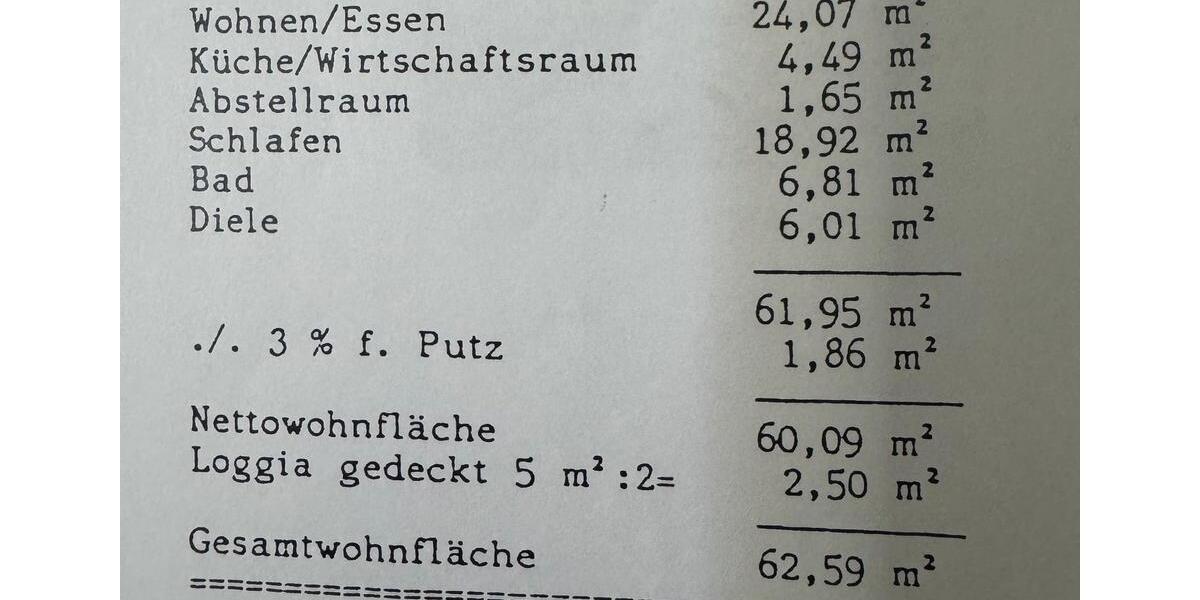 Wohnen/Essen 24,07 m²
Küche/Wirtschaftsraum 4,49 m²
Abstellraum 1,65 m²
Schlafen 18,92 m²
Bad 6,81 m²
Diele 6,01 m²
61,95 m²
./. 3 % f. Putz 1,86 m²
Nettowohnfläche 60,09 m²
Loggia gedeckt 5 m²:2= 2,50 m²
Gesamtwohnfläche 62,59 m²